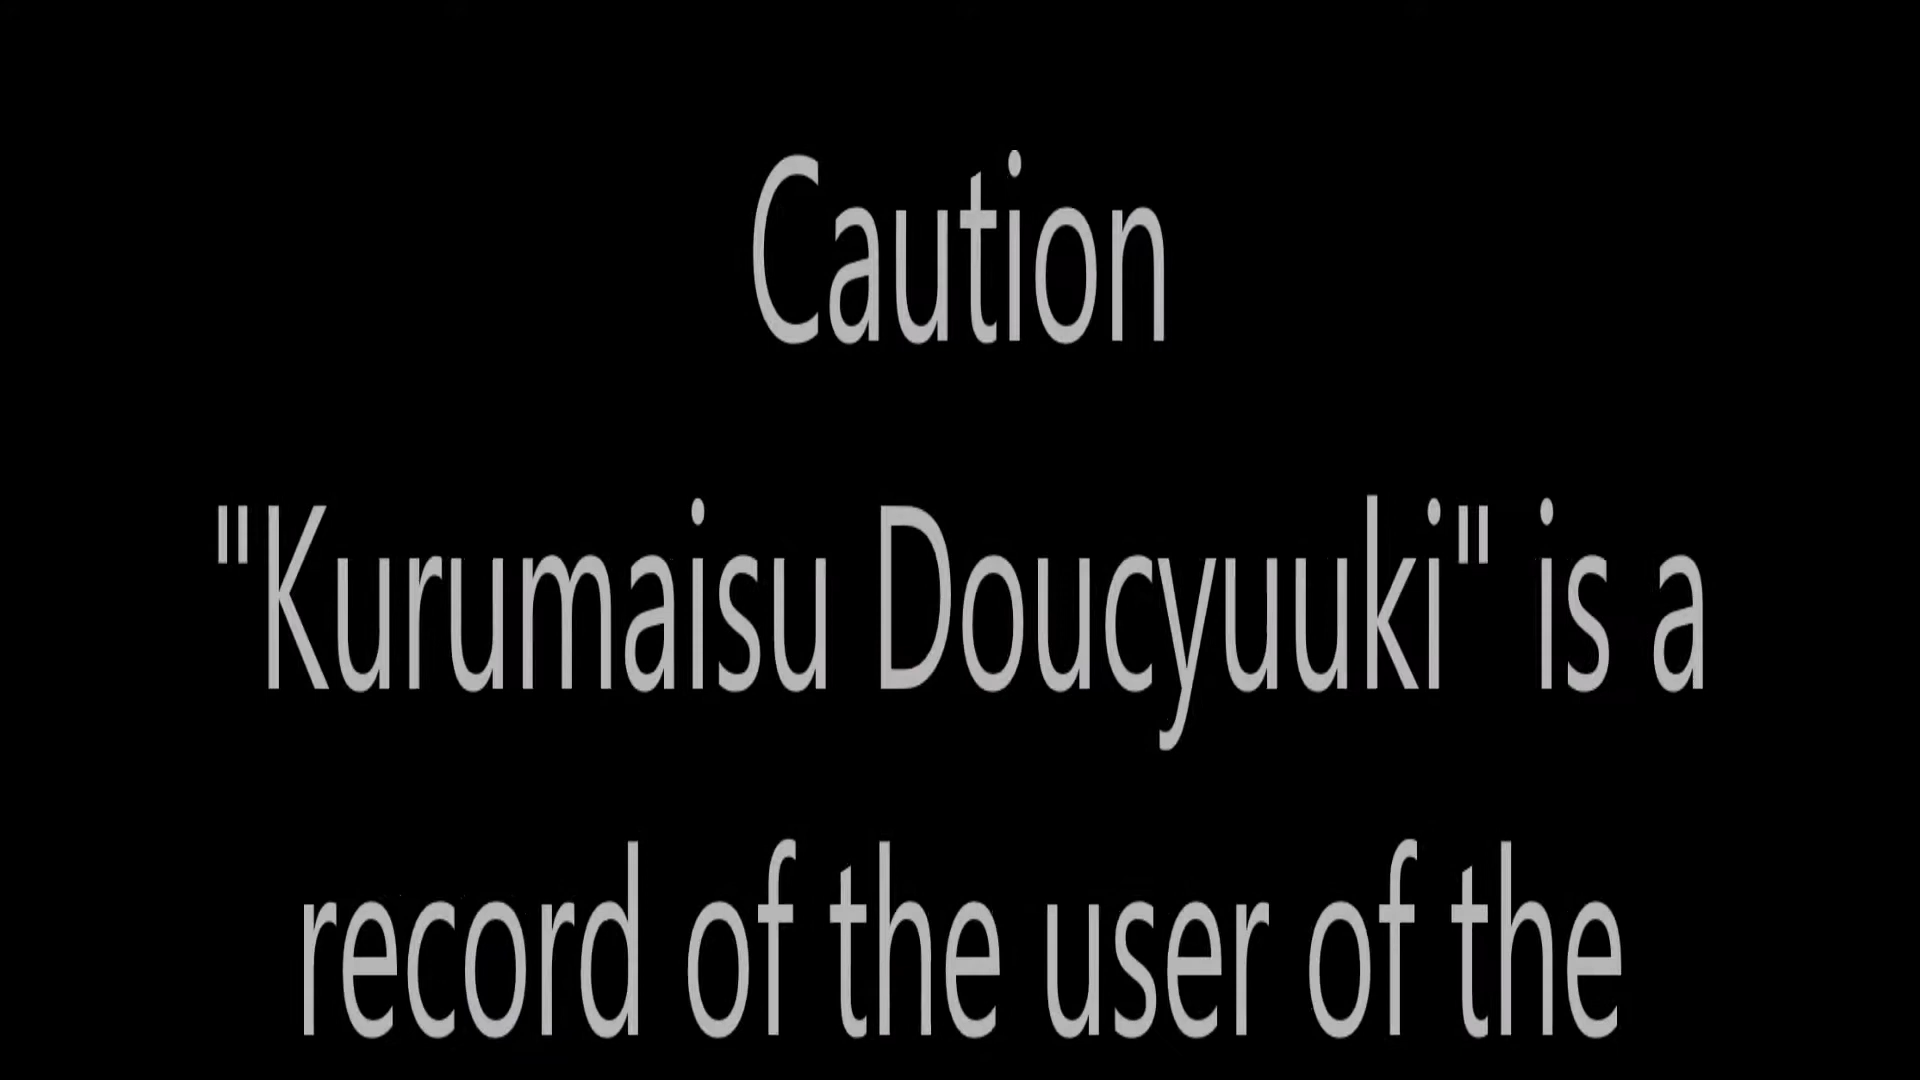 Caution
"Kurumaisu Doucyuuki" is a
record of the user of the